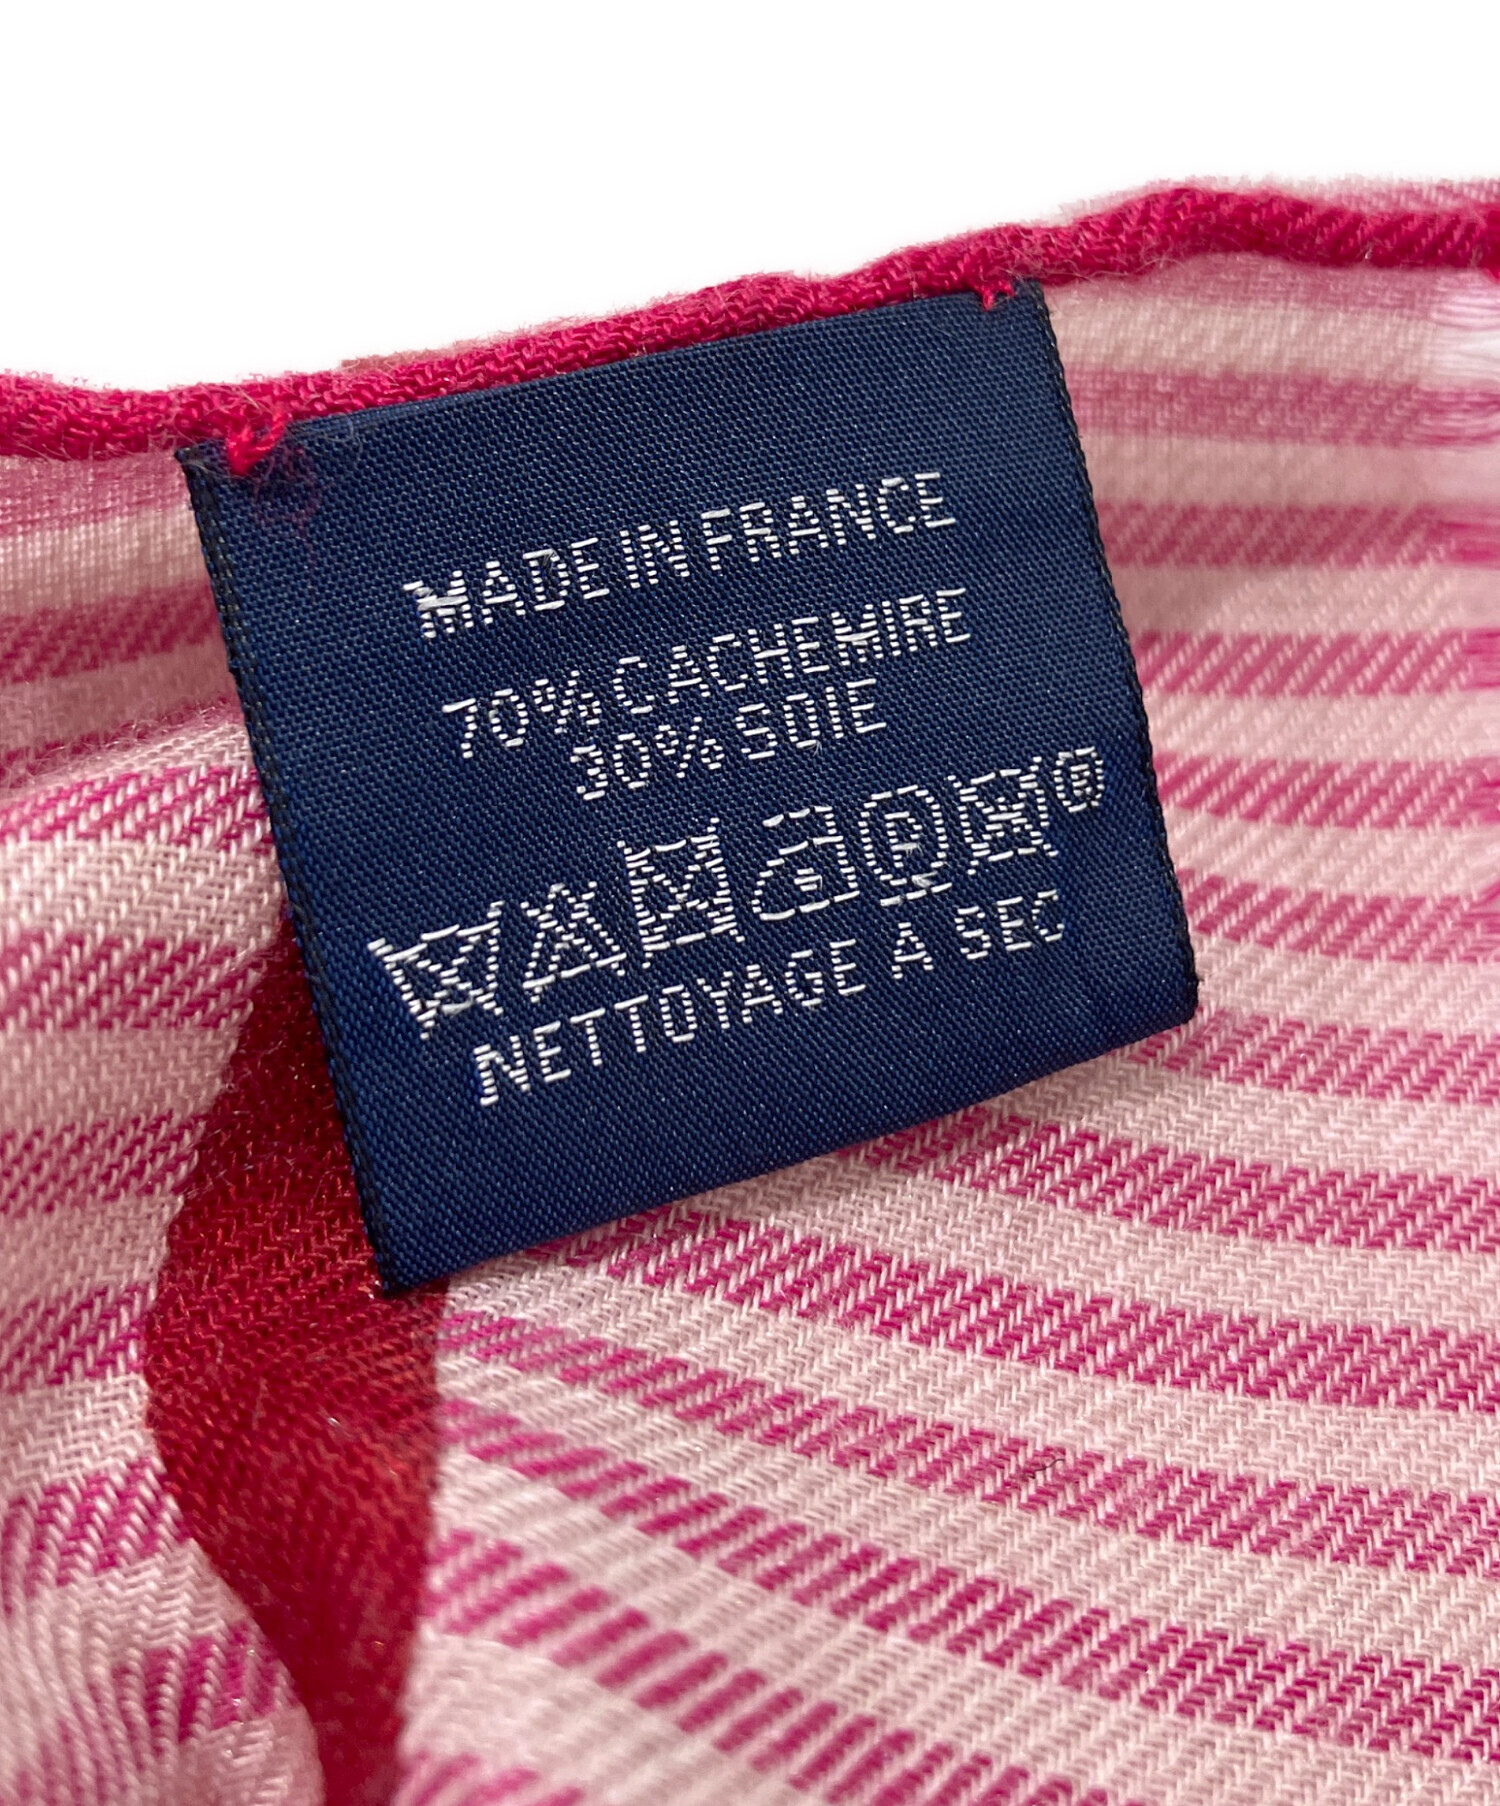 MADE IN FRANCE
70% CACHEMIRE
30% SOIE
P ®
NETTOYAGE A SEC